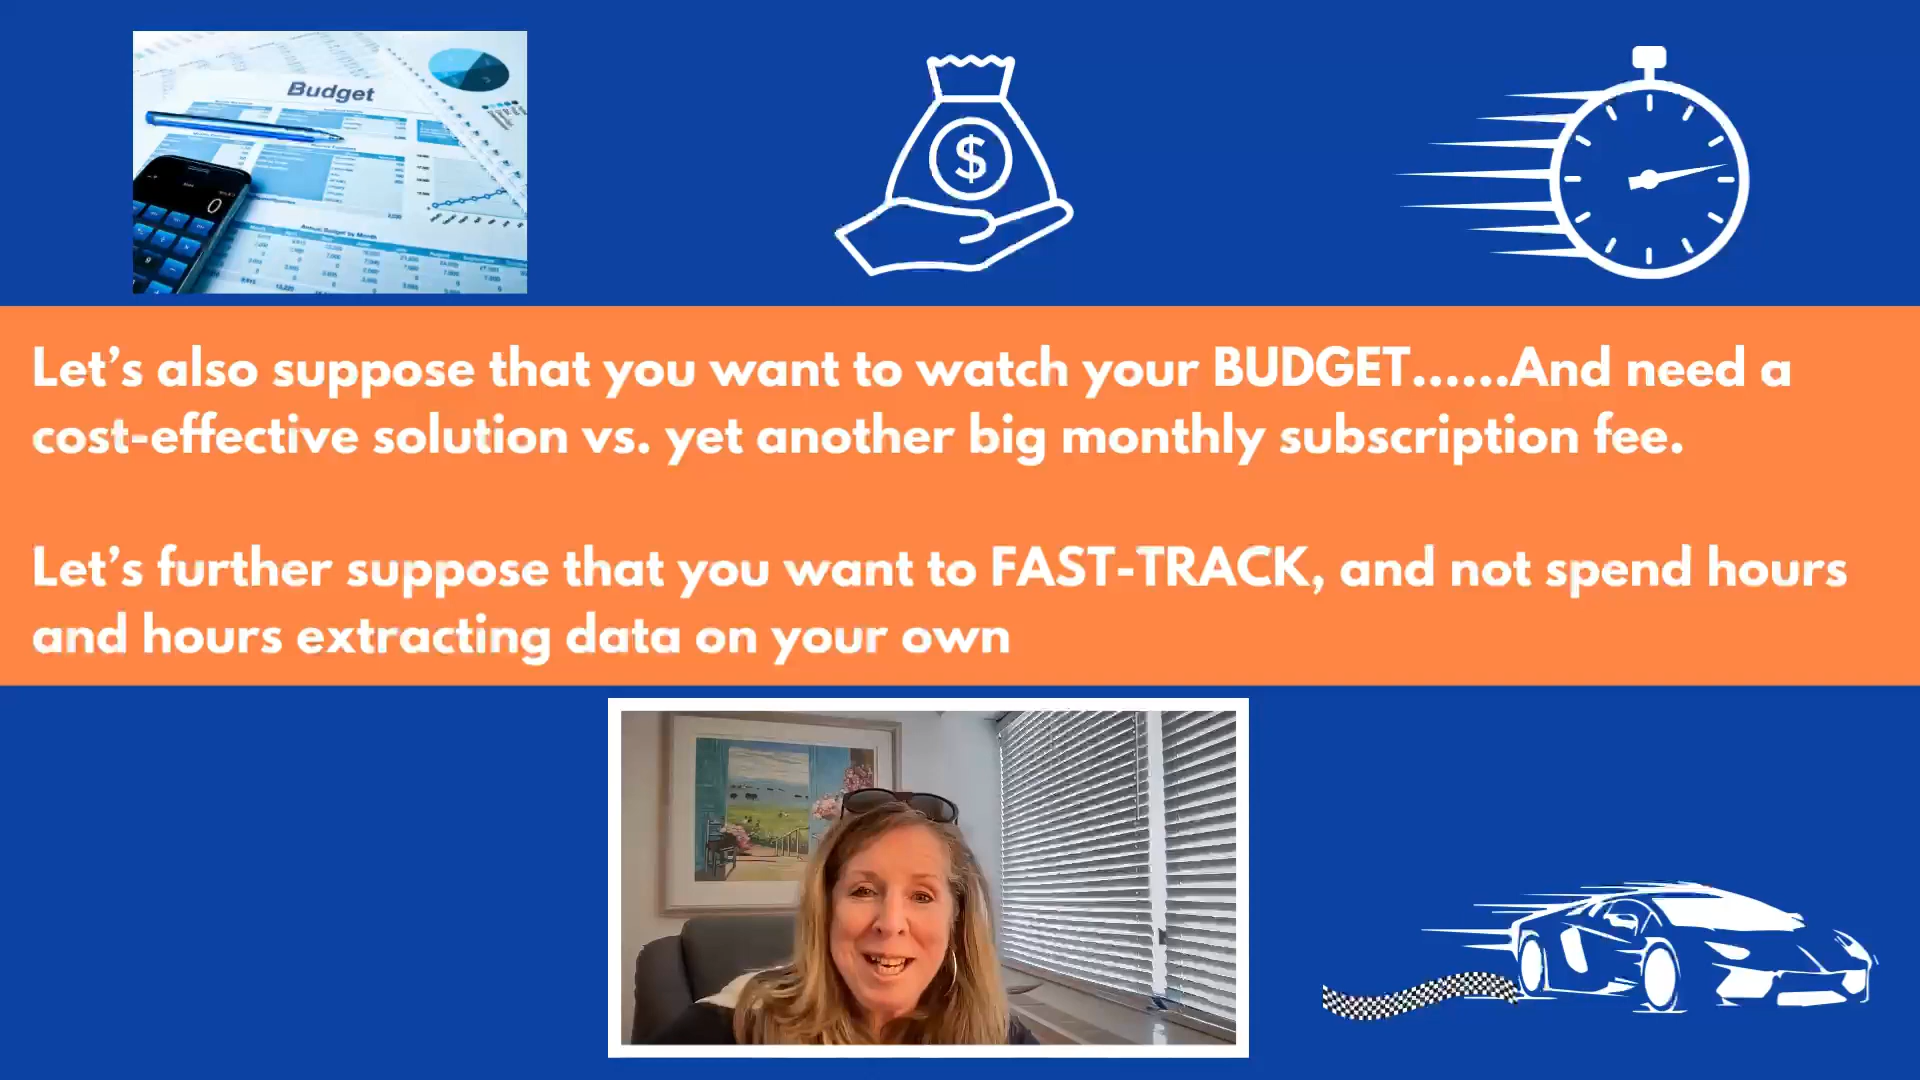 Budget
$
0
Let's also suppose that you want to watch your BUDGET......And need a
cost-effective solution vs. yet another big monthly subscription fee.
Let's further suppose that you want to FAST-TRACK, and not spend hours
and hours extracting data on your own